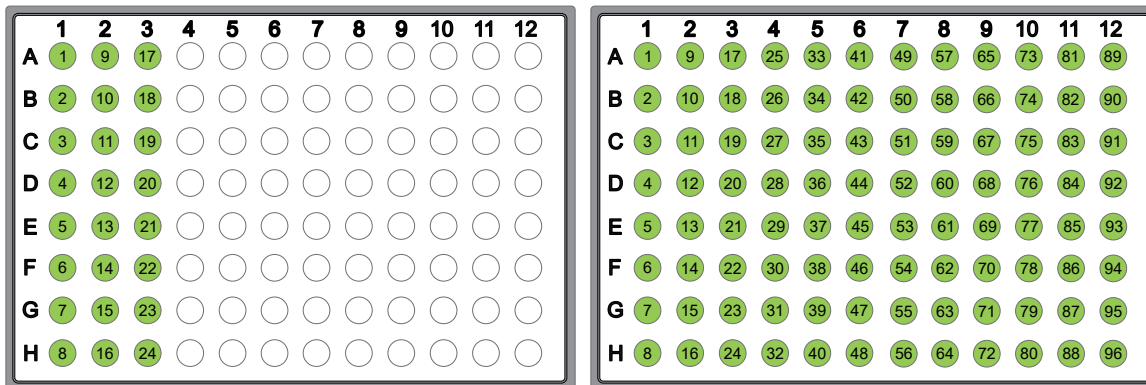 1 2 3 4 5 6 7 8 9 10 11 12
A 1 9 17
B 2 10 18
C 3 11 19
D 4 12 20
E 5 13 21
F 6 14 22
G 7 15 23
H 8 16 24
1 2 3 4 5 6 7 8 9 10 11 12
A 1 9 17 25 33 41 49 57 65 73 81 89
B 2 10 18 26 34 42 50 58 66 74 82 90
C 3 11 19 27 35 43 51 59 67 75 83 91
D 4 12 20 28 36 44 52 60 68 76 84 92
E 5 13 21 29 37 45 53 61 69 77 85 93
F 6 14 22 30 38 46 54 62 70 78 86 94
G 7 15 23 31 39 47 55 63 71 79 87 95
H 8 16 24 32 40 48 56 64 72 80 88 96